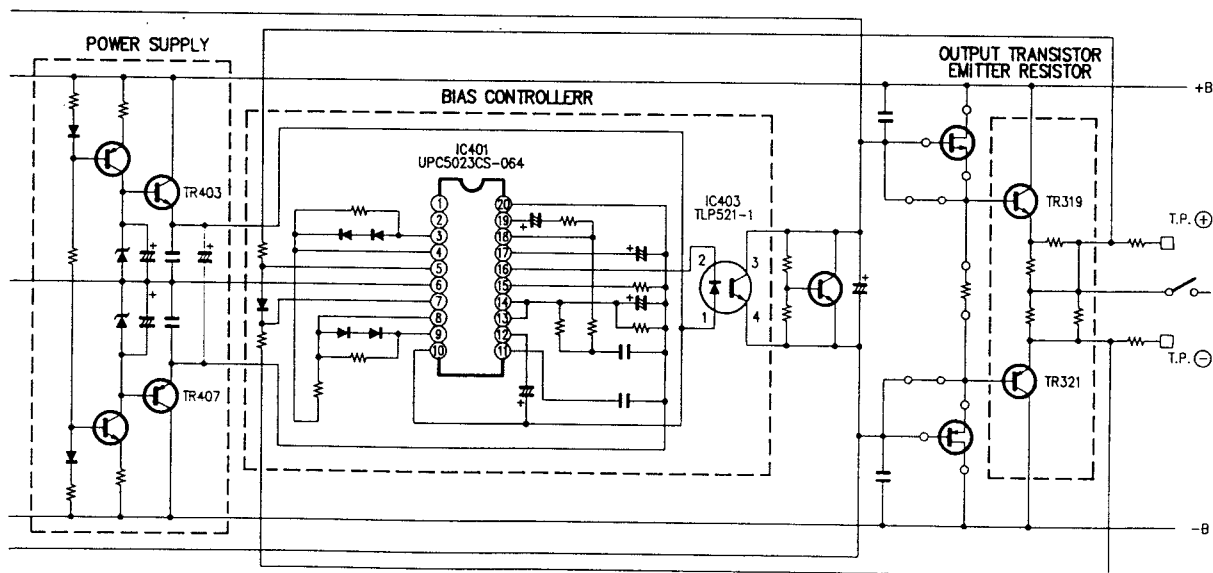 POWER SUPPLY
OUTPUT TRANSISTOR
EMITTER RESISTOR
+B
BIAS CONTROLLERR
IC401
UPC5023CS-064
TR403
IC403
TLP521-1
1
2
3
4
5
6
7
8
9
10
20
19
18
17
16
15
14
13
12
11
2
3
1
4
TR319
T.P. ⊕
T.P. ⊖
TR407
TR321
-B